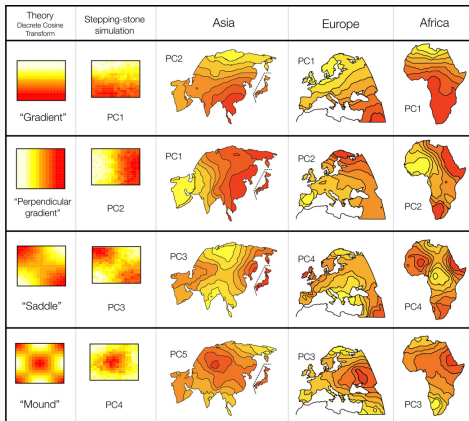 Theory
Discrete Cosine
Transform
Stepping-stone
simulation
Asia
Europe
Africa
"Gradient"
PC1
PC2
PC1
PC1
"Perpendicular
gradient"
PC2
PC1
PC2
PC2
"Saddle"
PC3
PC3
PC4
PC4
"Mound"
PC4
PC5
PC3
PC3